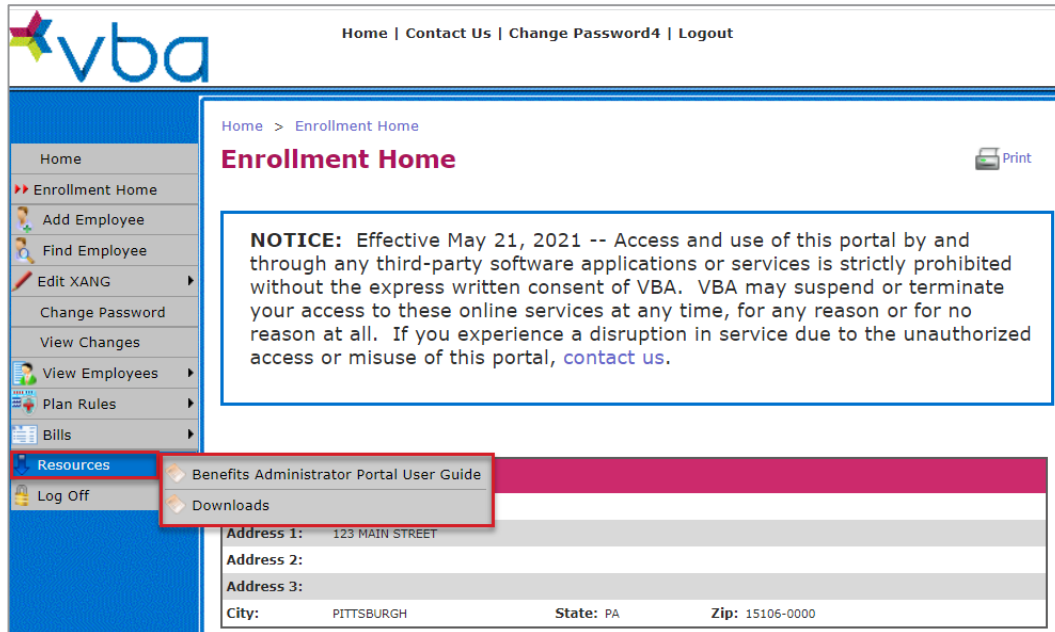 vba
Home | Contact Us | Change Password4 | Logout
Home > Enrollment Home
Enrollment Home
Print
Home
Enrollment Home
Add Employee
Find Employee
Edit XANG
Change Password
View Changes
View Employees
Plan Rules
Bills
Resources
Log Off
Benefits Administrator Portal User Guide
Downloads
NOTICE: Effective May 21, 2021 -- Access and use of this portal by and
through any third-party software applications or services is strictly prohibited
without the express written consent of VBA. VBA may suspend or terminate
your access to these online services at any time, for any reason or for no
reason at all. If you experience a disruption in service due to the unauthorized
access or misuse of this portal, contact us.
Address 1: 123 MAIN STREET
Address 2:
Address 3:
City: PITTSBURGH State: PA Zip: 15106-0000